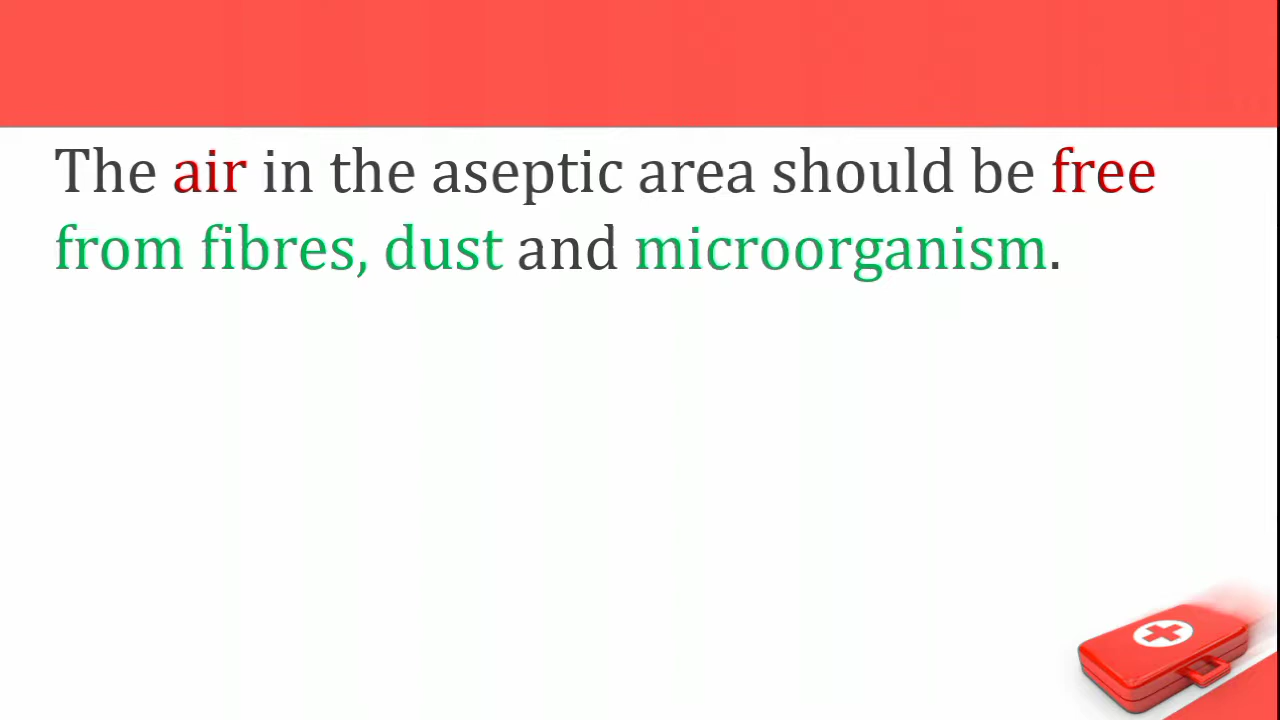 The air in the aseptic area should be free
from fibres, dust and microorganism.